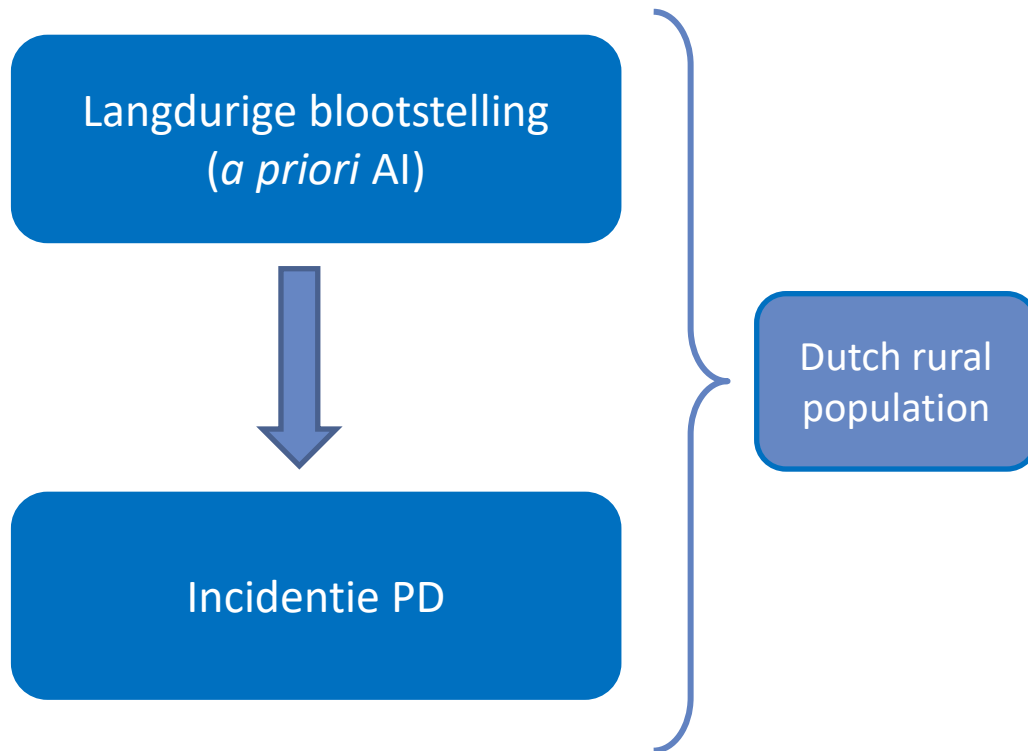 Langdurige blootstelling
(a priori AI)
Dutch rural
population
Incidentie PD